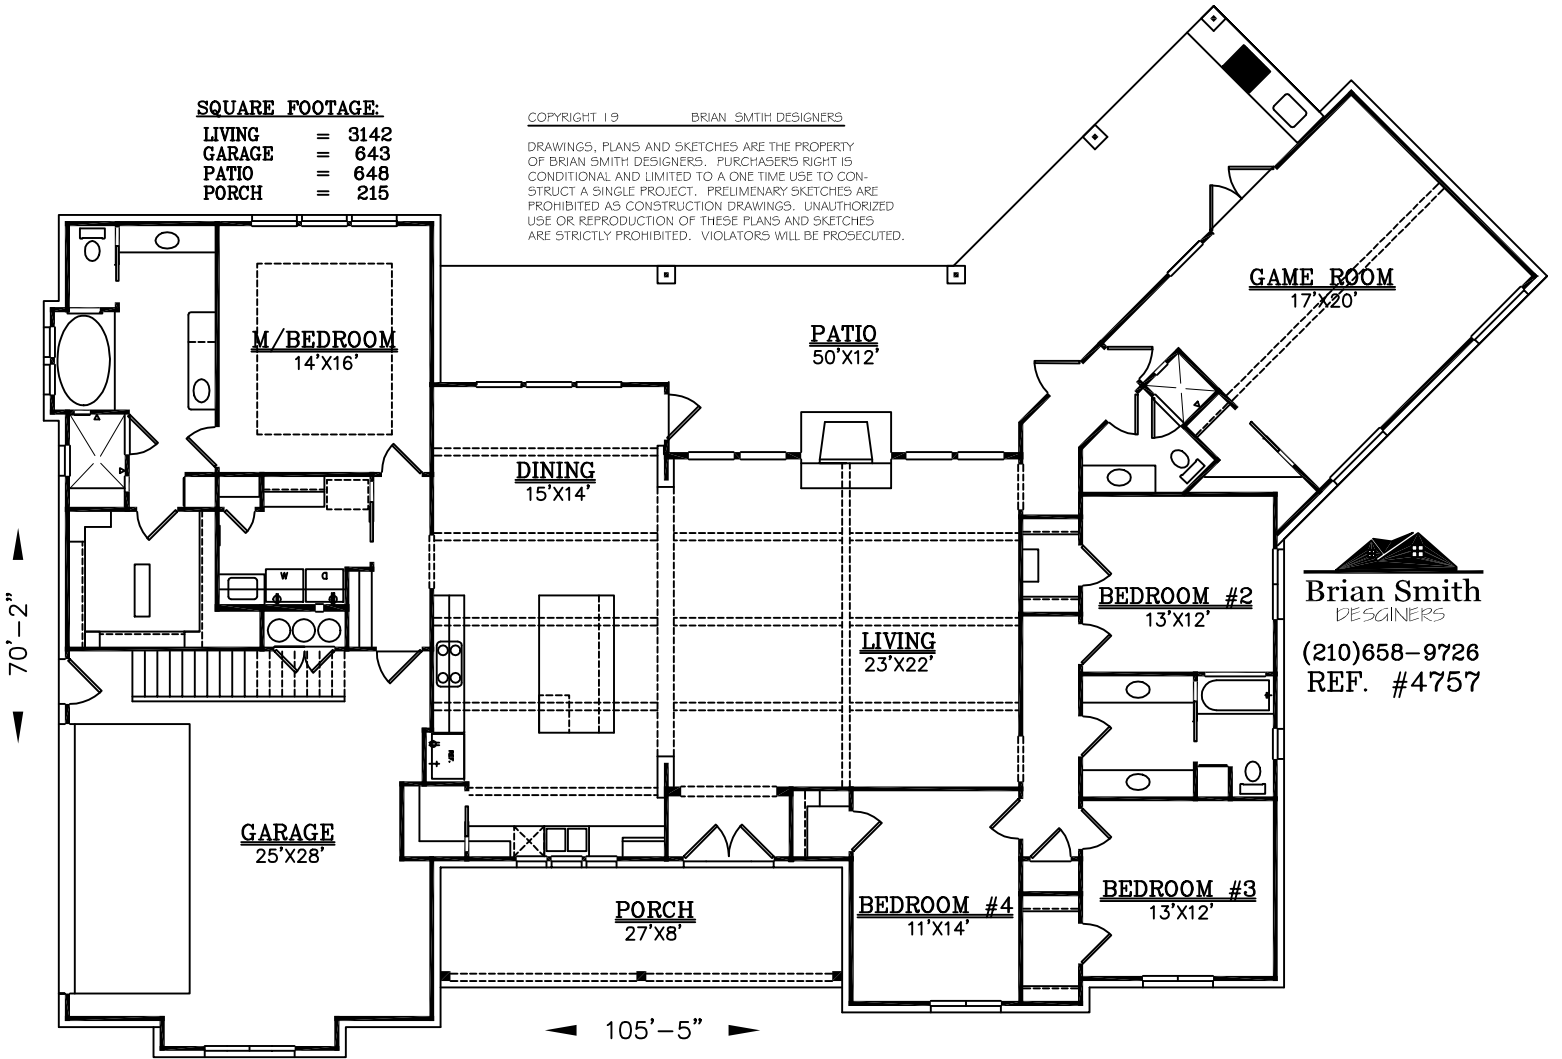 SQUARE FOOTAGE:
LIVING = 3142
GARAGE = 643
PATIO = 648
PORCH = 215
COPYRIGHT 19 BRIAN SMTIH DESIGNERS
DRAWINGS, PLANS AND SKETCHES ARE THE PROPERTY
OF BRIAN SMITH DESIGNERS. PURCHASER'S RIGHT IS
CONDITIONAL AND LIMITED TO A ONE TIME USE TO CON-
STRUCT A SINGLE PROJECT. PRELIMENARY SKETCHES ARE
PROHIBITED AS CONSTRUCTION DRAWINGS. UNAUTHORIZED
USE OR REPRODUCTION OF THESE PLANS AND SKETCHES
ARE STRICTLY PROHIBITED. VIOLATORS WILL BE PROSECUTED.
GAME ROOM
17'X20'
M/BEDROOM
14'X16'
PATIO
50'X12'
DINING
15'X14'
W D
BEDROOM #2
13'X12'
LIVING
23'X22'
Brian Smith
DESGINERS
(210)658-9726
REF. #4757
70'-2"
REF.
GARAGE
25'X28'
PORCH
27'X8'
BEDROOM #4
11'X14'
BEDROOM #3
13'X12'
105'-5"